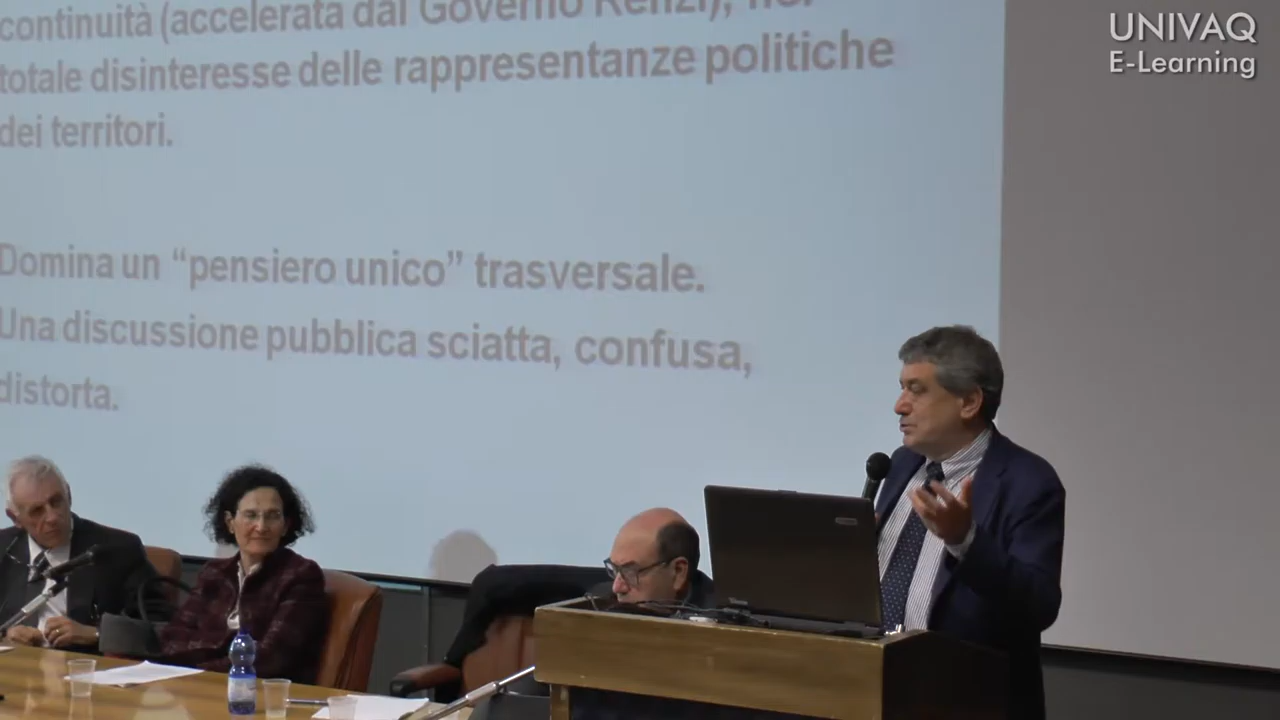 UNIVAQ
E-Learning
continuità (accelerata dal Governo Renzi), nel
totale disinteresse delle rappresentanze politiche
dei territori.
Domina un “pensiero unico” trasversale.
Una discussione pubblica sciatta, confusa,
distorta.